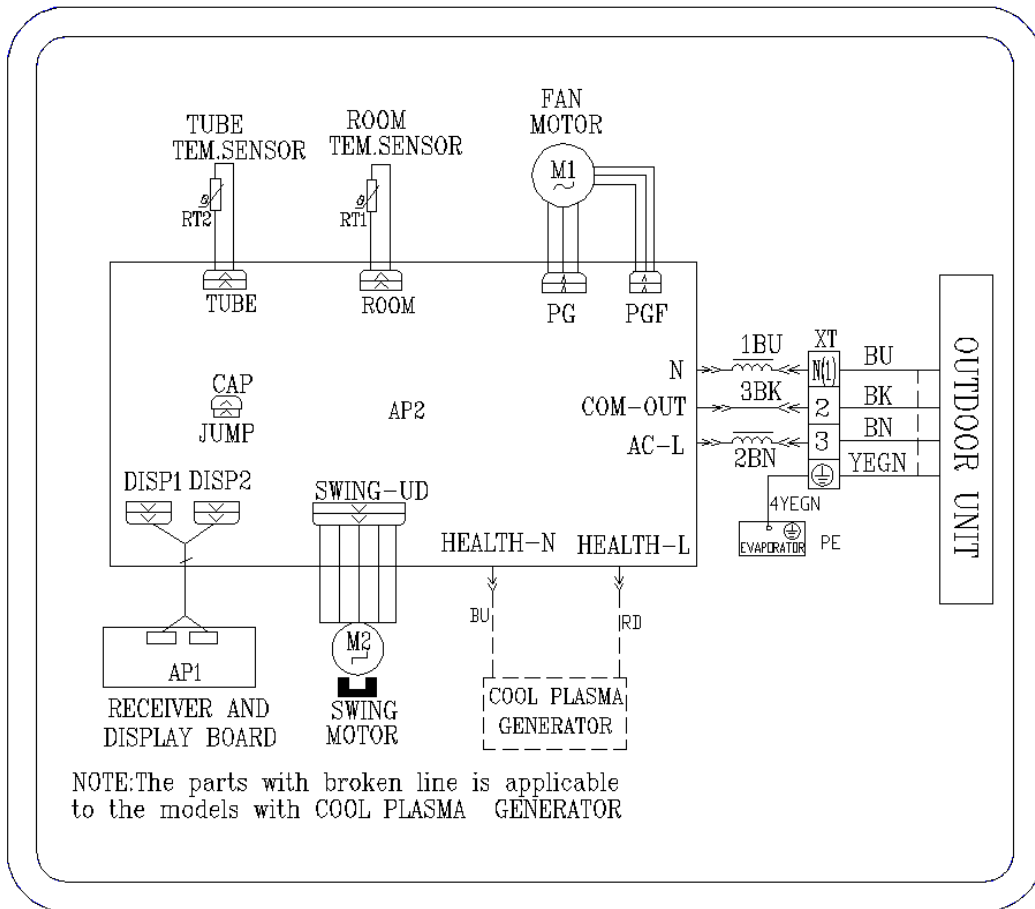 TUBE
TEM.SENSOR
ROOM
TEM.SENSOR
FAN
MOTOR
M1
RT2
RT1
TUBE
ROOM
PG
PGF
XT
1BU
N
N(1)
BU
3BK
COM-OUT
2
BK
AC-L
3
BN
2BN
YEGN
OUTDOOR UNIT
CAP
JUMP
AP2
DISP1
DISP2
SWING-UD
4YEGN
EVAPORATOR
PE
HEALTH-N
HEALTH-L
BU
RD
M2
AP1
COOL PLASMA
GENERATOR
RECEIVER AND
DISPLAY BOARD
SWING
MOTOR
NOTE:The parts with broken line is applicable
to the models with COOL PLASMA GENERATOR